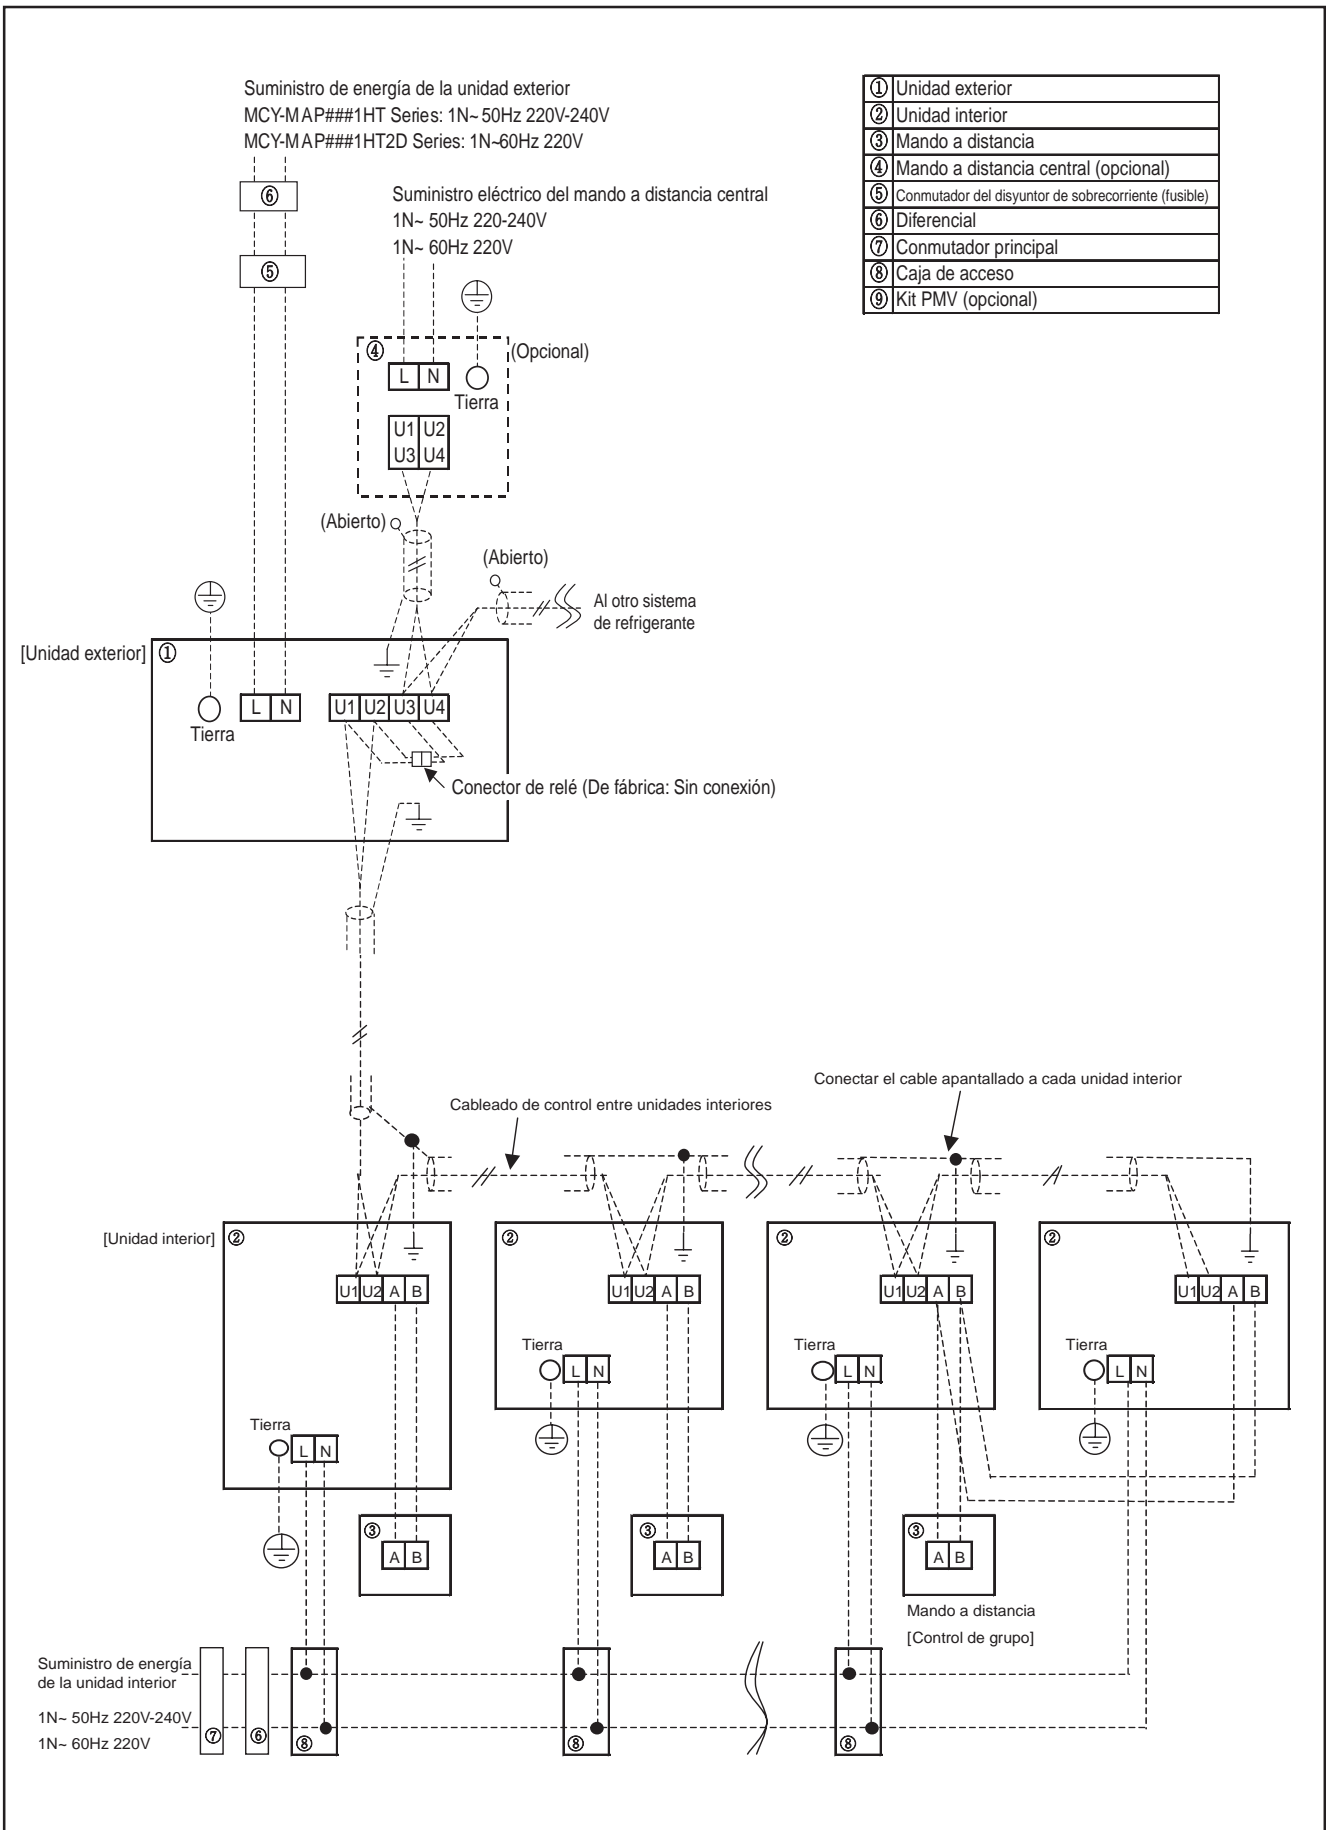 Suministro de energía de la unidad exterior
MCY-MAP###1HT Series: 1N~ 50Hz 220V-240V
MCY-MAP###1HT2D Series: 1N~60Hz 220V
① Unidad exterior
② Unidad interior
③ Mando a distancia
④ Mando a distancia central (opcional)
⑤ Conmutador del disyuntor de sobrecorriente (fusible)
⑥ Diferencial
⑦ Conmutador principal
⑧ Caja de acceso
⑨ Kit PMV (opcional)
⑥
⑤
Suministro eléctrico del mando a distancia central
1N~ 50Hz 220-240V
1N~ 60Hz 220V
④
(Opcional)
L N
Tierra
U1 U2
U3 U4
(Abierto)
(Abierto)
Al otro sistema
de refrigerante
[Unidad exterior]
①
L N
U1 U2 U3 U4
Tierra
Conector de relé (De fábrica: Sin conexión)
Conectar el cable apantallado a cada unidad interior
Cableado de control entre unidades interiores
[Unidad interior]
② ② ② ②
U1 U2 A B
U1 U2 A B
U1 U2 A B
U1 U2 A B
Tierra
L N
Tierra
L N
Tierra
L N
Tierra
L N
③ ③ ③
A B
A B
A B
Mando a distancia
[Control de grupo]
Suministro de energía
de la unidad interior
1N~ 50Hz 220V-240V
1N~ 60Hz 220V
⑦ ⑥ ⑧ ⑧ ⑧